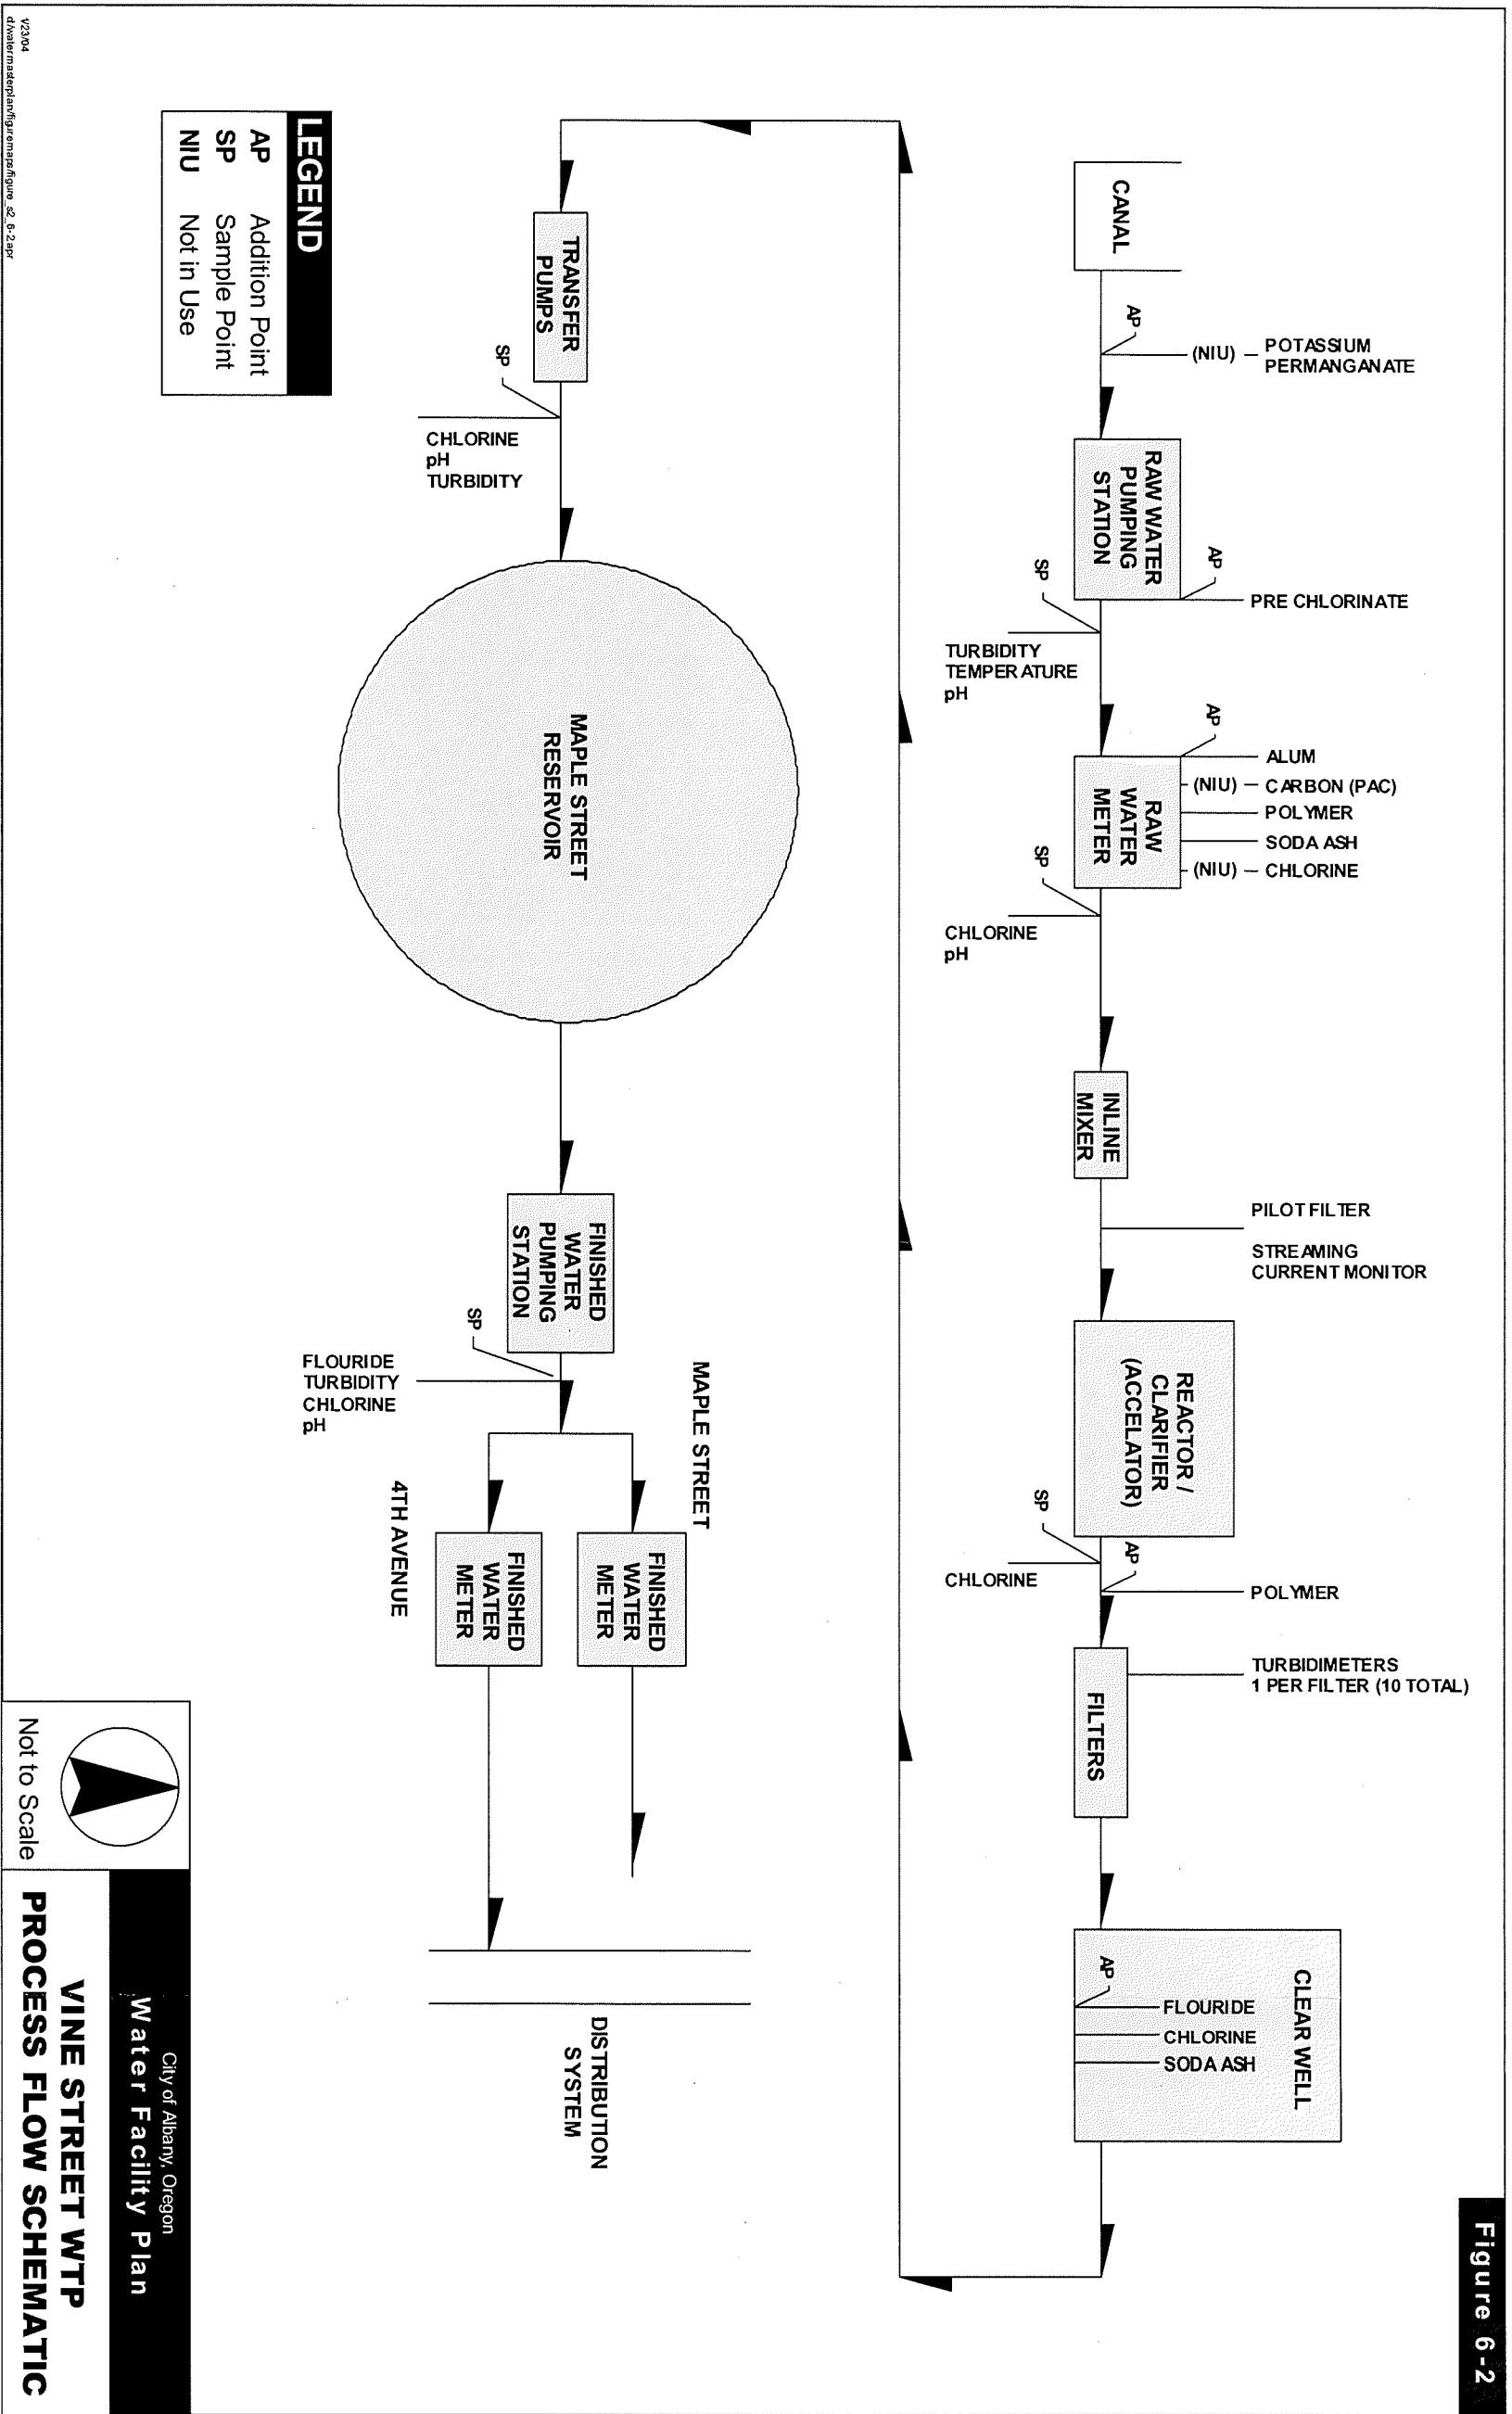 Figure 6-2
CANAL
AP
(NIU)
POTASSIUM
PERMANGANATE
RAW WATER
PUMPING
STATION
AP
PRE CHLORINATE
SP
TURBIDITY
TEMPERATURE
pH
AP
ALUM
(NIU)
CARBON (PAC)
POLYMER
SODA ASH
(NIU)
CHLORINE
RAW
WATER
METER
SP
CHLORINE
pH
INLINE
MIXER
PILOT FILTER
STREAMING
CURRENT MONITOR
REACTOR /
CLARIFIER
(ACCELATOR)
SP
CHLORINE
AP
POLYMER
FILTERS
TURBIDIMETERS
1 PER FILTER (10 TOTAL)
CLEAR WELL
AP
FLOURIDE
CHLORINE
SODA ASH
TRANSFER
PUMPS
SP
CHLORINE
pH
TURBIDITY
MAPLE STREET
RESERVOIR
FINISHED
WATER
PUMPING
STATION
SP
FLOURIDE
TURBIDITY
CHLORINE
pH
MAPLE STREET
FINISHED
WATER
METER
4TH AVENUE
FINISHED
WATER
METER
DISTRIBUTION
SYSTEM
LEGEND
AP Addition Point
SP Sample Point
NIU Not in Use
Not to Scale
City of Albany, Oregon
Water Facility Plan
VINE STREET WTP
PROCESS FLOW SCHEMATIC
1/23/04